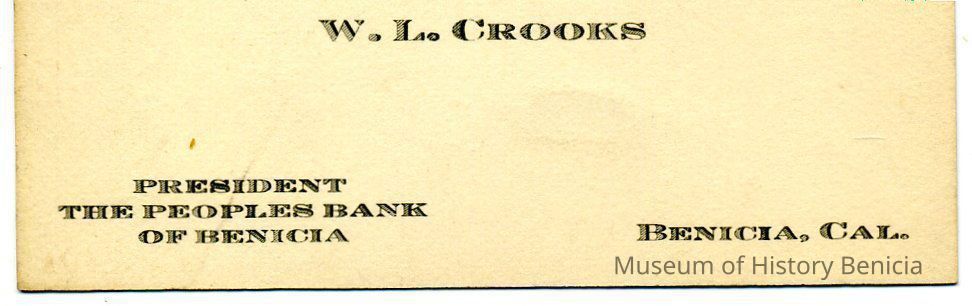 W. L. CROOKS
PRESIDENT
THE PEOPLES BANK
OF BENICIA
BENICIA, CAL.
Museum of History Benicia